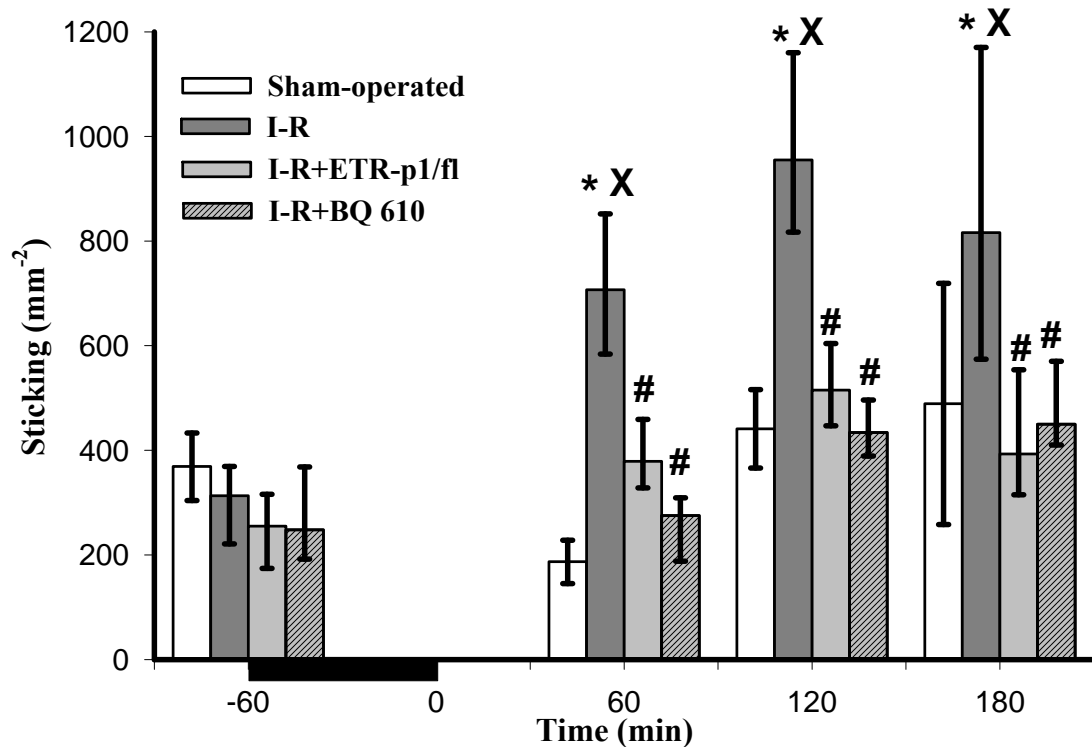 1200
1000
800
600
400
200
0
Sticking (mm-2)
Sham-operated
I-R
I-R+ETR-p1/fl
I-R+BQ 610
* X
* X
* X
#
#
#
#
#
#
-60
0
60
120
180
Time (min)